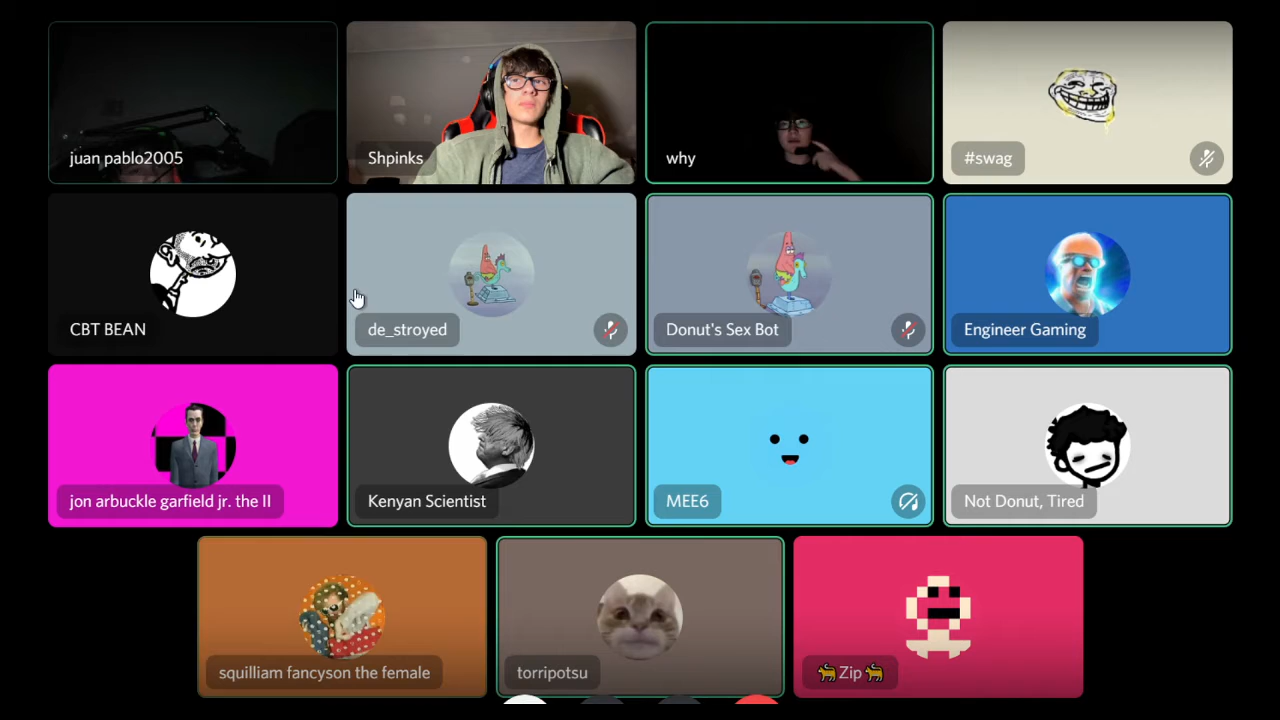 juan pablo2005
Shpinks
why
#swag
CBT BEAN
de_stroyed
Donut's Sex Bot
Engineer Gaming
jon arbuckle garfield jr. the II
Kenyan Scientist
MEE6
Not Donut, Tired
squilliam fancyson the female
torripotsu
🐈Zip🐈